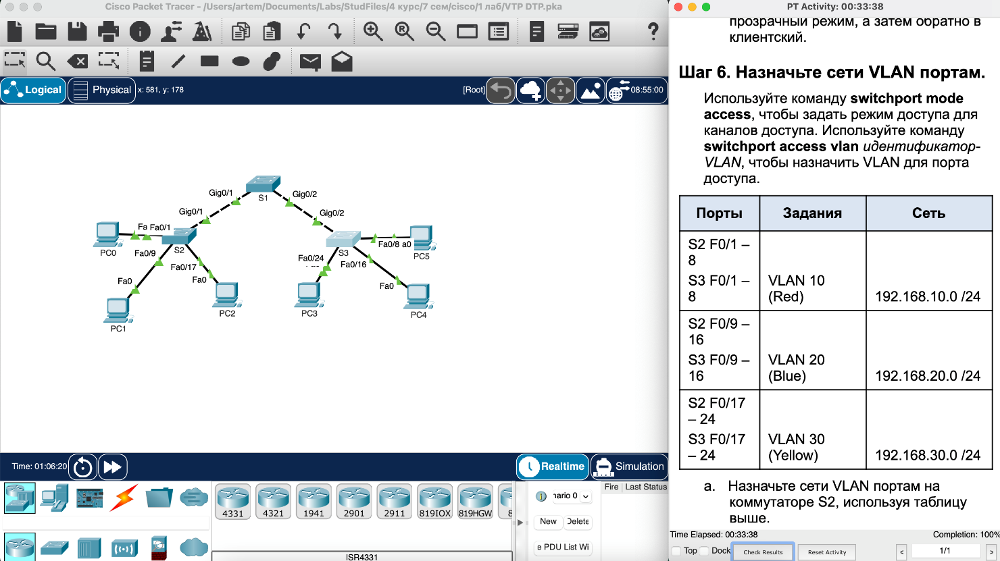 Cisco Packet Tracer - /Users/artem/Documents/Labs/StudFiles/4 курс/7 сем/cisco/1 лаб/VTP DTP.pka
Logical
Physical
x: 581, y: 178
[Root]
08:55:00
Gig0/1
S1
Gig0/2
Gig0/1
Gig0/2
Fa Fa0/1
PC0
S2
Fa0/9
Fa0/17
Fa0
Fa0
PC1
PC2
S3
Fa0/8 a0
PC5
Fa0/24
Fa0/16
Fa0
PC3
PC4
Time: 01:06:20
Realtime
Simulation
4331
4321
1941
2901
2911
819IOX
819HGW
8
ISR4331
nario 0
New
Delete
e PDU List Wi
Fire
Last Status
PT Activity: 00:33:38
прозрачный режим, а затем обратно в
клиентский.
Шаг 6. Назначьте сети VLAN портам.
Используйте команду switchport mode
access, чтобы задать режим доступа для
каналов доступа. Используйте команду
switchport access vlan идентификатор-
VLAN, чтобы назначить VLAN для порта
доступа.
Порты
Задания
Сеть
S2 F0/1 –
8
S3 F0/1 –
8
VLAN 10
(Red)
192.168.10.0 /24
S2 F0/9 –
16
S3 F0/9 –
16
VLAN 20
(Blue)
192.168.20.0 /24
S2 F0/17
– 24
S3 F0/17
– 24
VLAN 30
(Yellow)
192.168.30.0 /24
a. Назначьте сети VLAN портам на
коммутаторе S2, используя таблицу
выше.
Time Elapsed: 00:33:38
Completion: 100%
Top
Dock
Check Results
Reset Activity
<
1/1
>